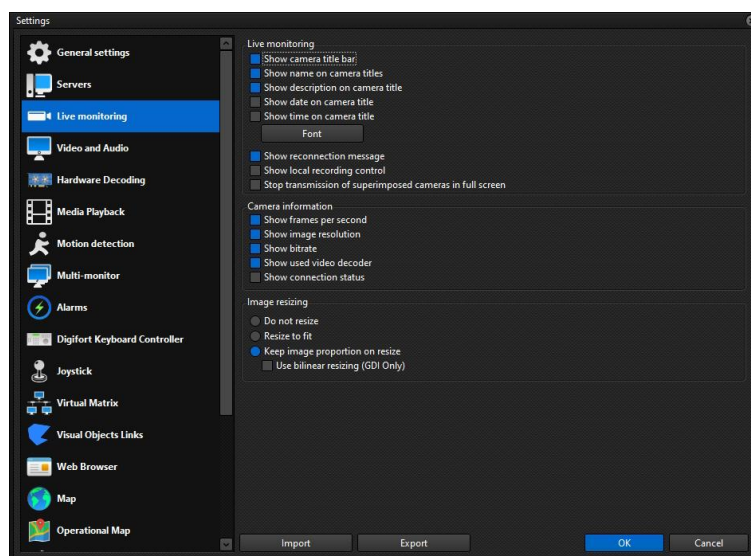 Settings
General settings
Servers
Live monitoring
Video and Audio
Hardware Decoding
Media Playback
Motion detection
Multi-monitor
Alarms
Digifort Keyboard Controller
Joystick
Virtual Matrix
Visual Objects Links
Web Browser
Map
Operational Map
Live monitoring
Show camera title bar
Show name on camera titles
Show description on camera title
Show date on camera title
Show time on camera title
Font
Show reconnection message
Show local recording control
Stop transmission of superimposed cameras in full screen
Camera information
Show frames per second
Show image resolution
Show bitrate
Show used video decoder
Show connection status
Image resizing
Do not resize
Resize to fit
Keep image proportion on resize
Use bilinear resizing (GDI Only)
Import
Export
OK
Cancel